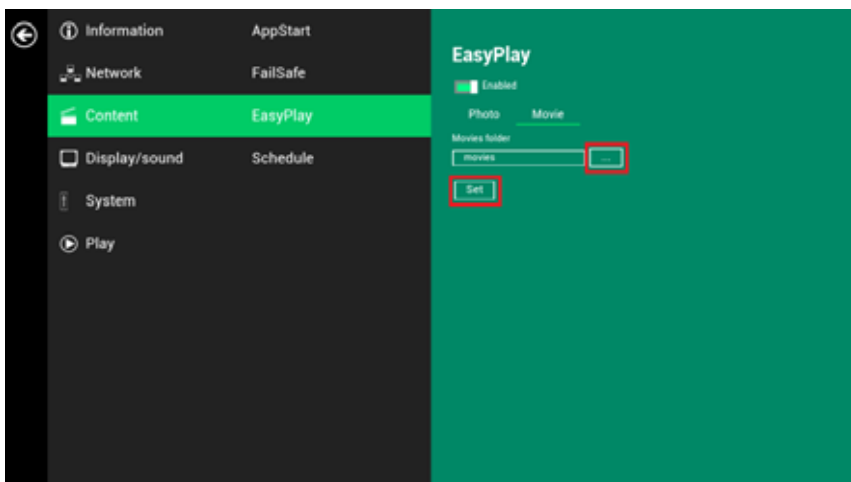 Information
Network
Content
Display/sound
System
Play
AppStart
FailSafe
EasyPlay
Schedule
EasyPlay
Enabled
Photo Movie
Movies folder
movies ...
Set